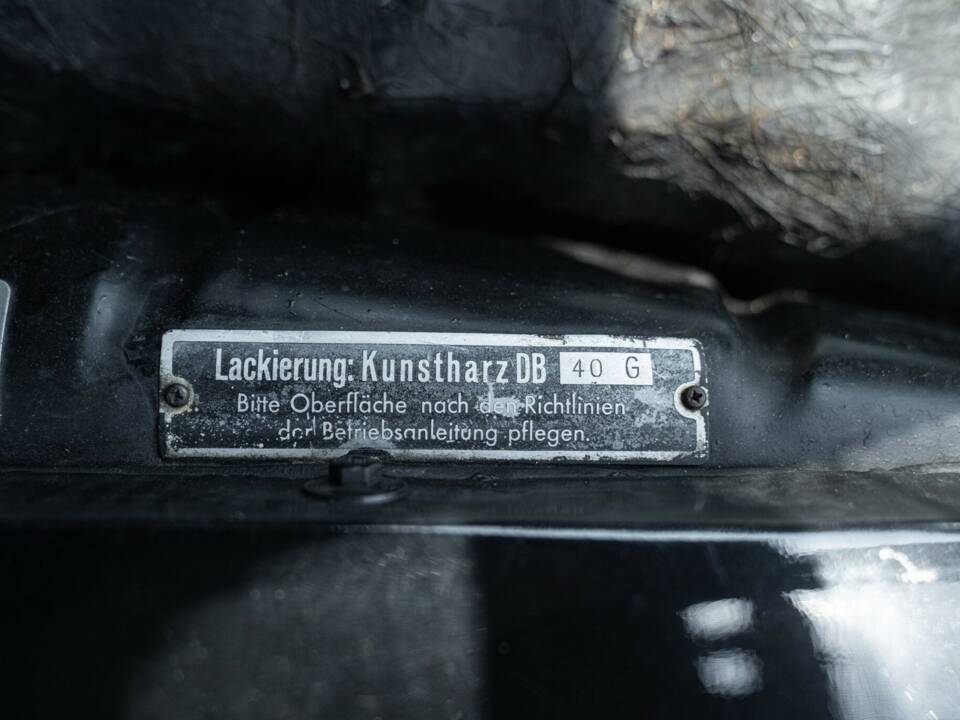 Lackierung: Kunstharz DB 40 G
Bitte Oberfläche nach den Richtlinien
der Betriebsanleitung pflegen.